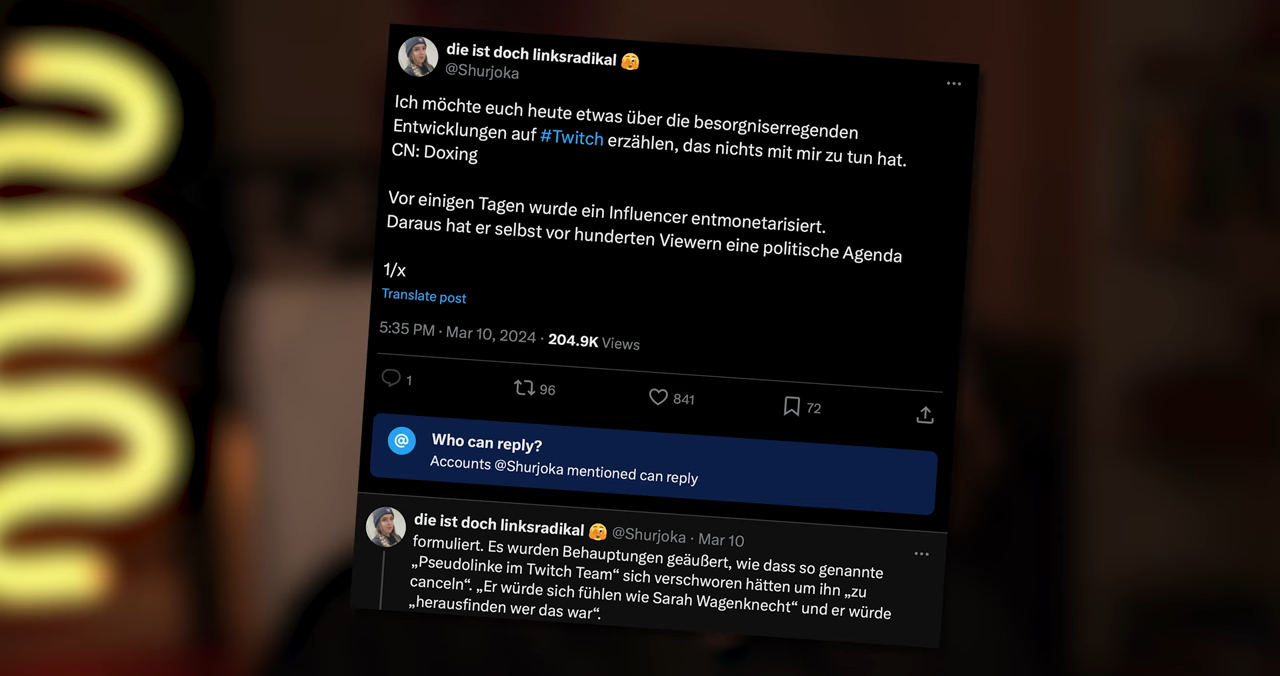 die ist doch linksradikal 🫣
@Shurjoka
Ich möchte euch heute etwas über die besorgniserregenden
Entwicklungen auf #Twitch erzählen, das nichts mit mir zu tun hat.
CN: Doxing
Vor einigen Tagen wurde ein Influencer entmonetarisiert.
Daraus hat er selbst vor hunderten Viewern eine politische Agenda
1/x
Translate post
5:35 PM · Mar 10, 2024 · 204.9K Views
1 96 841 72
Who can reply?
Accounts @Shurjoka mentioned can reply
die ist doch linksradikal 🫣 @Shurjoka · Mar 10
formuliert. Es wurden Behauptungen geäußert, wie dass so genannte
„Pseudolinke im Twitch Team“ sich verschworen hätten um ihn „zu
canceln“. „Er würde sich fühlen wie Sarah Wagenknecht“ und er würde
„herausfinden wer das war“.